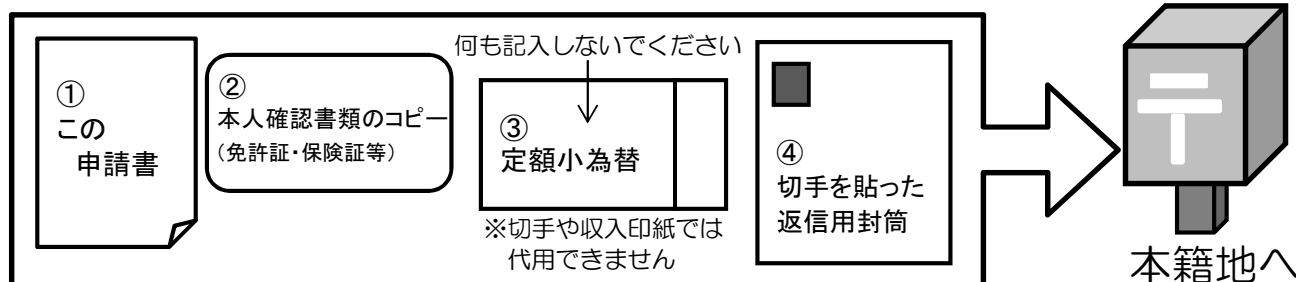 ①
この
申請書
②
本人確認書類のコピー
（免許証・保険証等）
何も記入しないでください
③
定額小為替
※切手や収入印紙では
代用できません
④
切手を貼った
返信用封筒
〒
本籍地へ